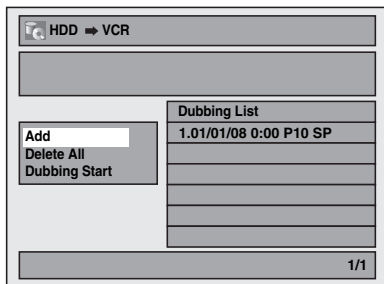 HDD ➡ VCR
Dubbing List
1.01/01/08 0:00 P10 SP
Add
Delete All
Dubbing Start
1/1